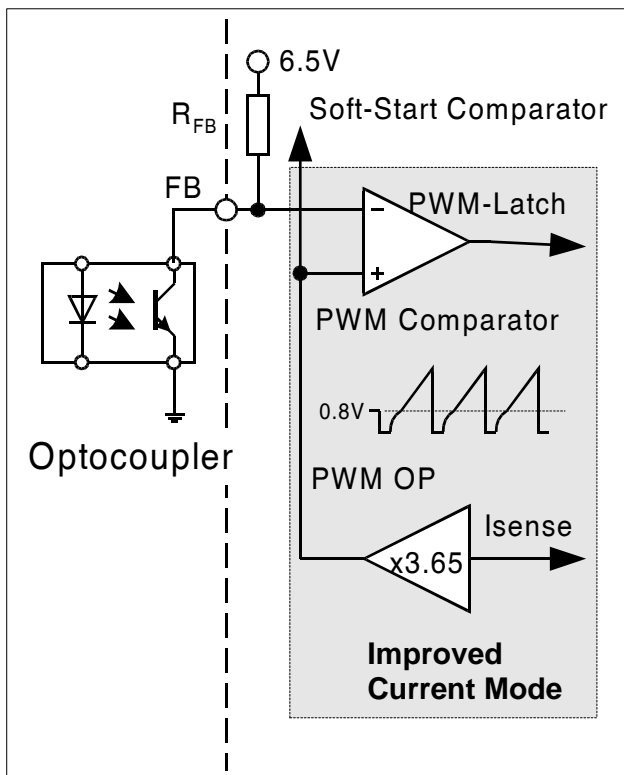 6.5V
Soft-Start Comparator
R_FB
FB
PWM-Latch
−
+
PWM Comparator
0.8V
Optocoupler
PWM OP
Isense
x3.65
Improved
Current Mode